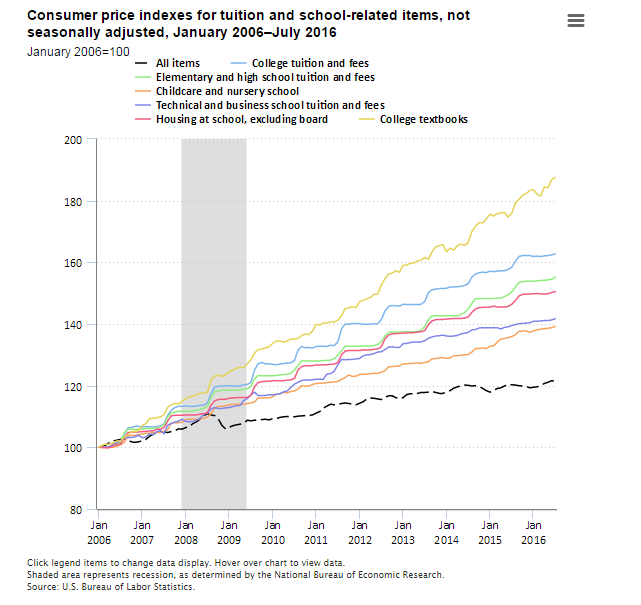 Consumer price indexes for tuition and school-related items, not
seasonally adjusted, January 2006–July 2016
January 2006=100
All items College tuition and fees
Elementary and high school tuition and fees
Childcare and nursery school
Technical and business school tuition and fees
Housing at school, excluding board College textbooks
200
180
160
140
120
100
80
Jan Jan Jan Jan Jan Jan Jan Jan Jan Jan Jan
2006 2007 2008 2009 2010 2011 2012 2013 2014 2015 2016
Click legend items to change data display. Hover over chart to view data.
Shaded area represents recession, as determined by the National Bureau of Economic Research.
Source: U.S. Bureau of Labor Statistics.